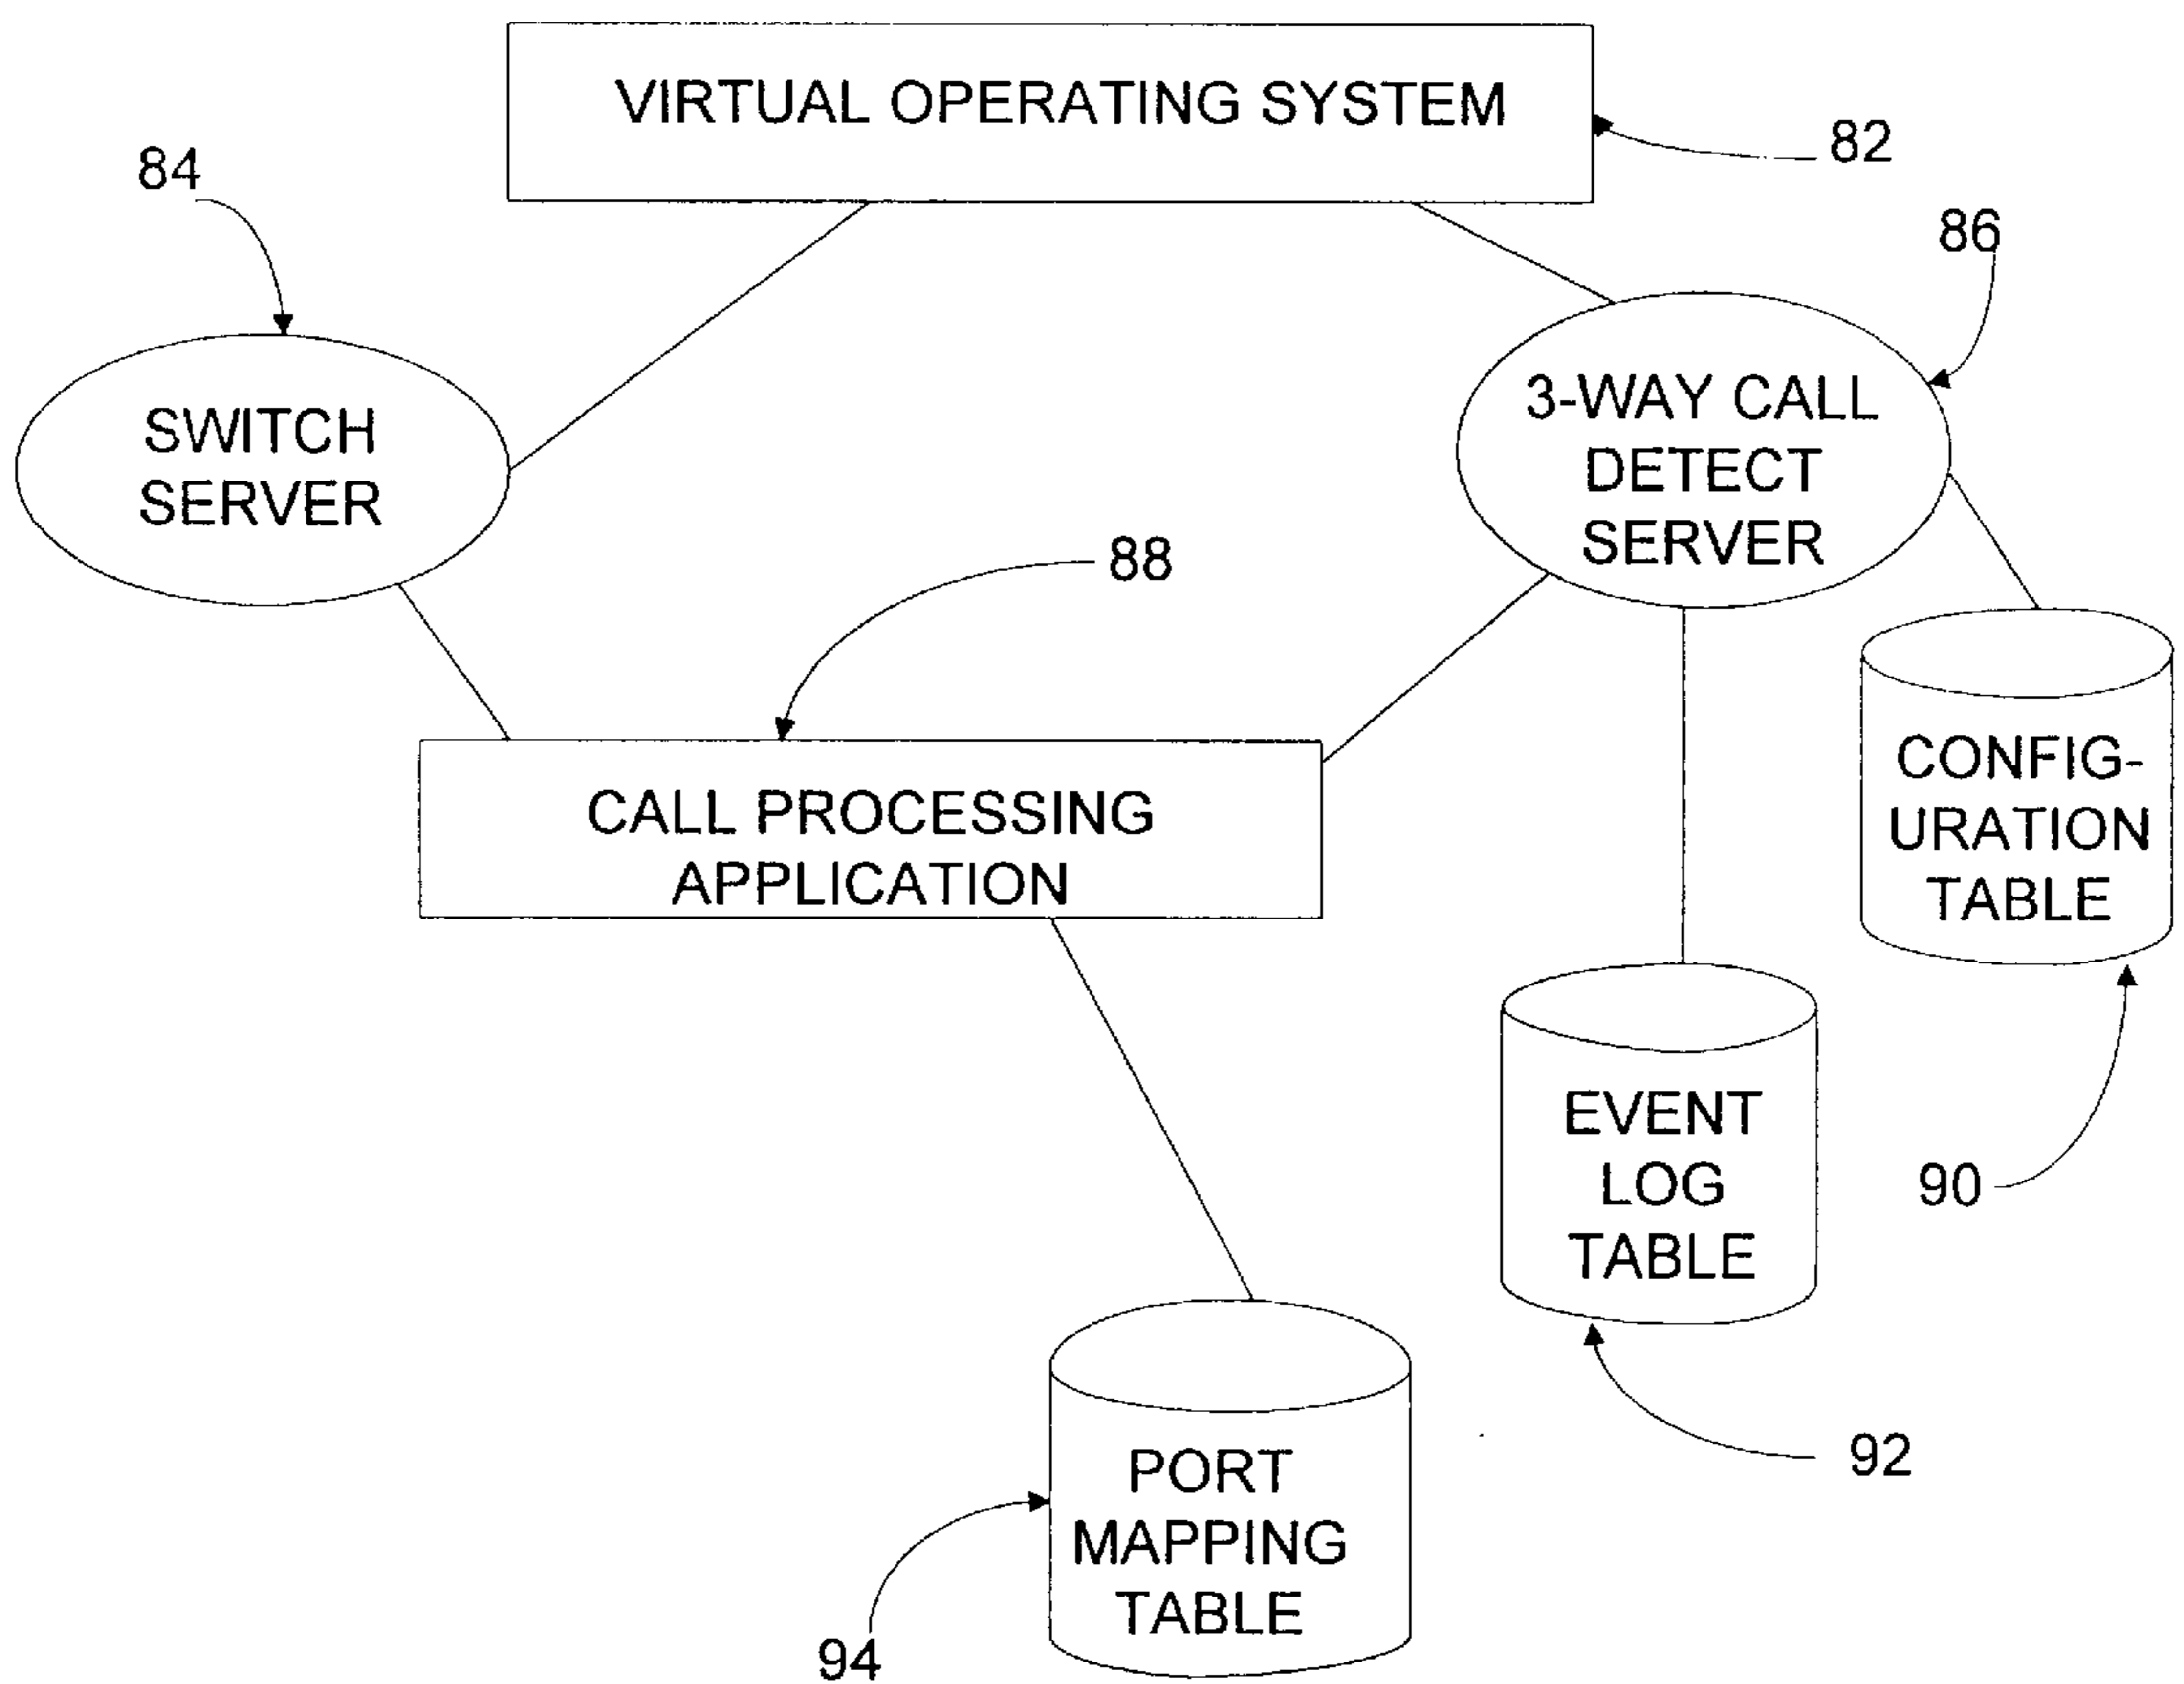 VIRTUAL OPERATING SYSTEM
82
84
86
SWITCH
SERVER
3-WAY CALL
DETECT
SERVER
88
CALL PROCESSING
APPLICATION
CONFIG-
URATION
TABLE
EVENT
LOG
TABLE
90
92
PORT
MAPPING
TABLE
94